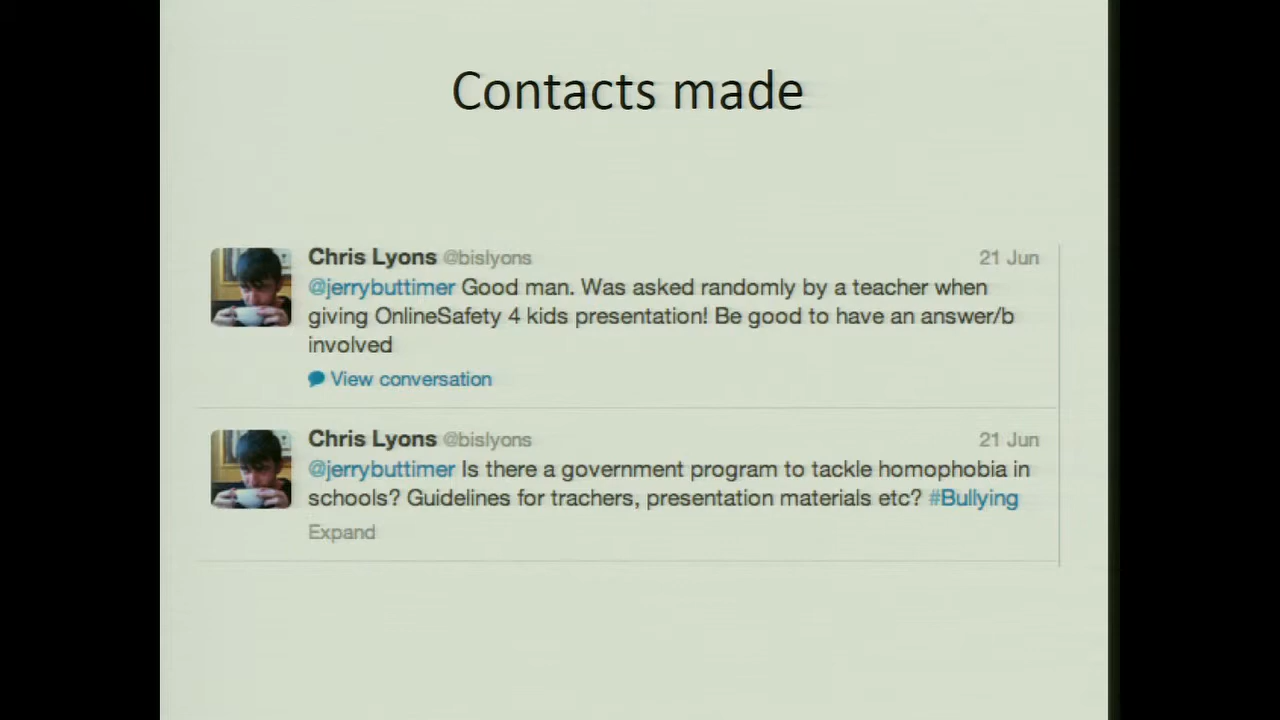 Contacts made
Chris Lyons @bislyons 21 Jun
@jerrybuttimer Good man. Was asked randomly by a teacher when
giving OnlineSafety 4 kids presentation! Be good to have an answer/b
involved
View conversation
Chris Lyons @bislyons 21 Jun
@jerrybuttimer Is there a government program to tackle homophobia in
schools? Guidelines for trachers, presentation materials etc? #Bullying
Expand